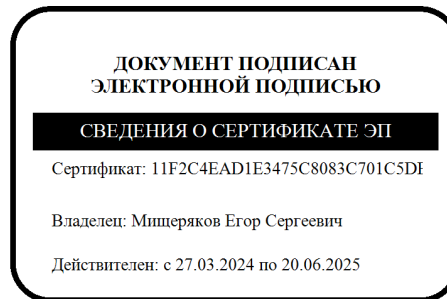 ДОКУМЕНТ ПОДПИСАН
ЭЛЕКТРОННОЙ ПОДПИСЬЮ
СВЕДЕНИЯ О СЕРТИФИКАТЕ ЭП
Сертификат: 11F2C4EAD1E3475C8083C701C5DE
Владелец: Мищеряков Егор Сергеевич
Действителен: с 27.03.2024 по 20.06.2025